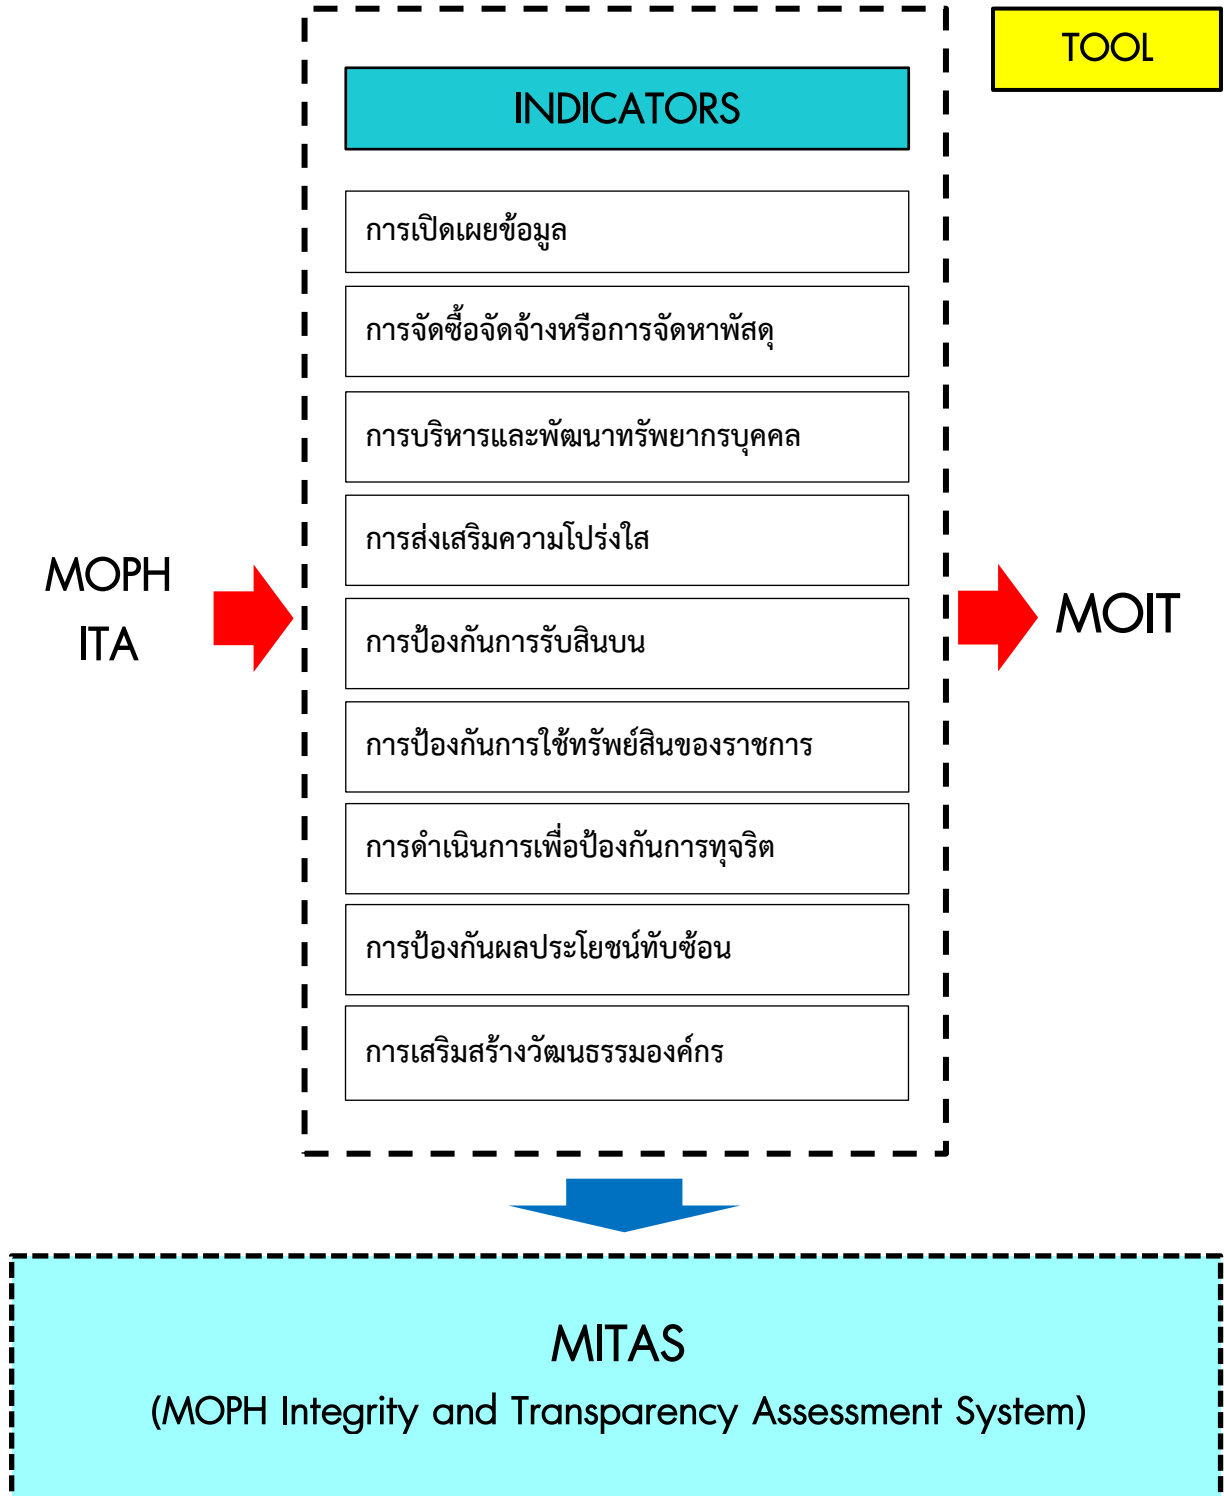 TOOL
INDICATORS
การเปิดเผยข้อมูล
การจัดซื้อจัดจ้างหรือการจัดหาพัสดุ
การบริหารและพัฒนาทรัพยากรบุคคล
การส่งเสริมความโปร่งใส
การป้องกันการรับสินบน
การป้องกันการใช้ทรัพย์สินของราชการ
การดำเนินการเพื่อป้องกันการทุจริต
การป้องกันผลประโยชน์ทับซ้อน
การเสริมสร้างวัฒนธรรมองค์กร
MOPH
ITA
MOIT
MITAS
(MOPH Integrity and Transparency Assessment System)